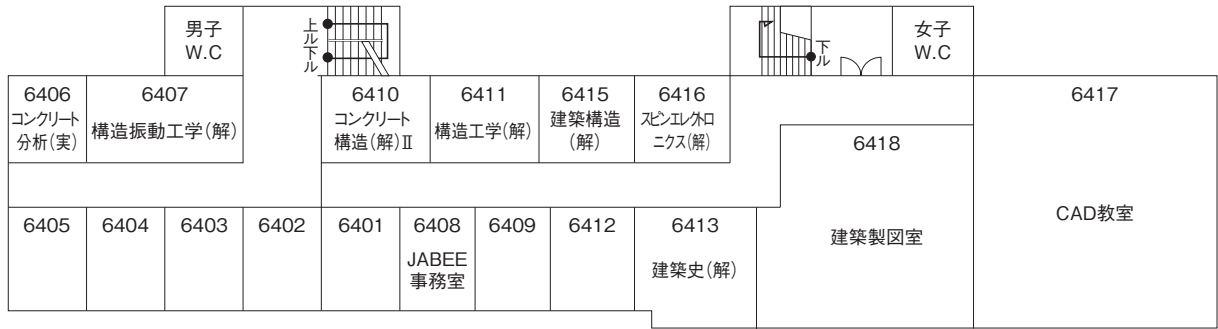 男子
W.C
上ル
下ル
下ル
女子
W.C
6406
コンクリート
分析(実)
6407
構造振動工学(解)
6410
コンクリート
構造(解)Ⅱ
6411
構造工学(解)
6415
建築構造
(解)
6416
スピンエレクトロ
ニクス(解)
6417
CAD教室
6418
建築製図室
6405
6404
6403
6402
6401
6408
JABEE
事務室
6409
6412
6413
建築史(解)